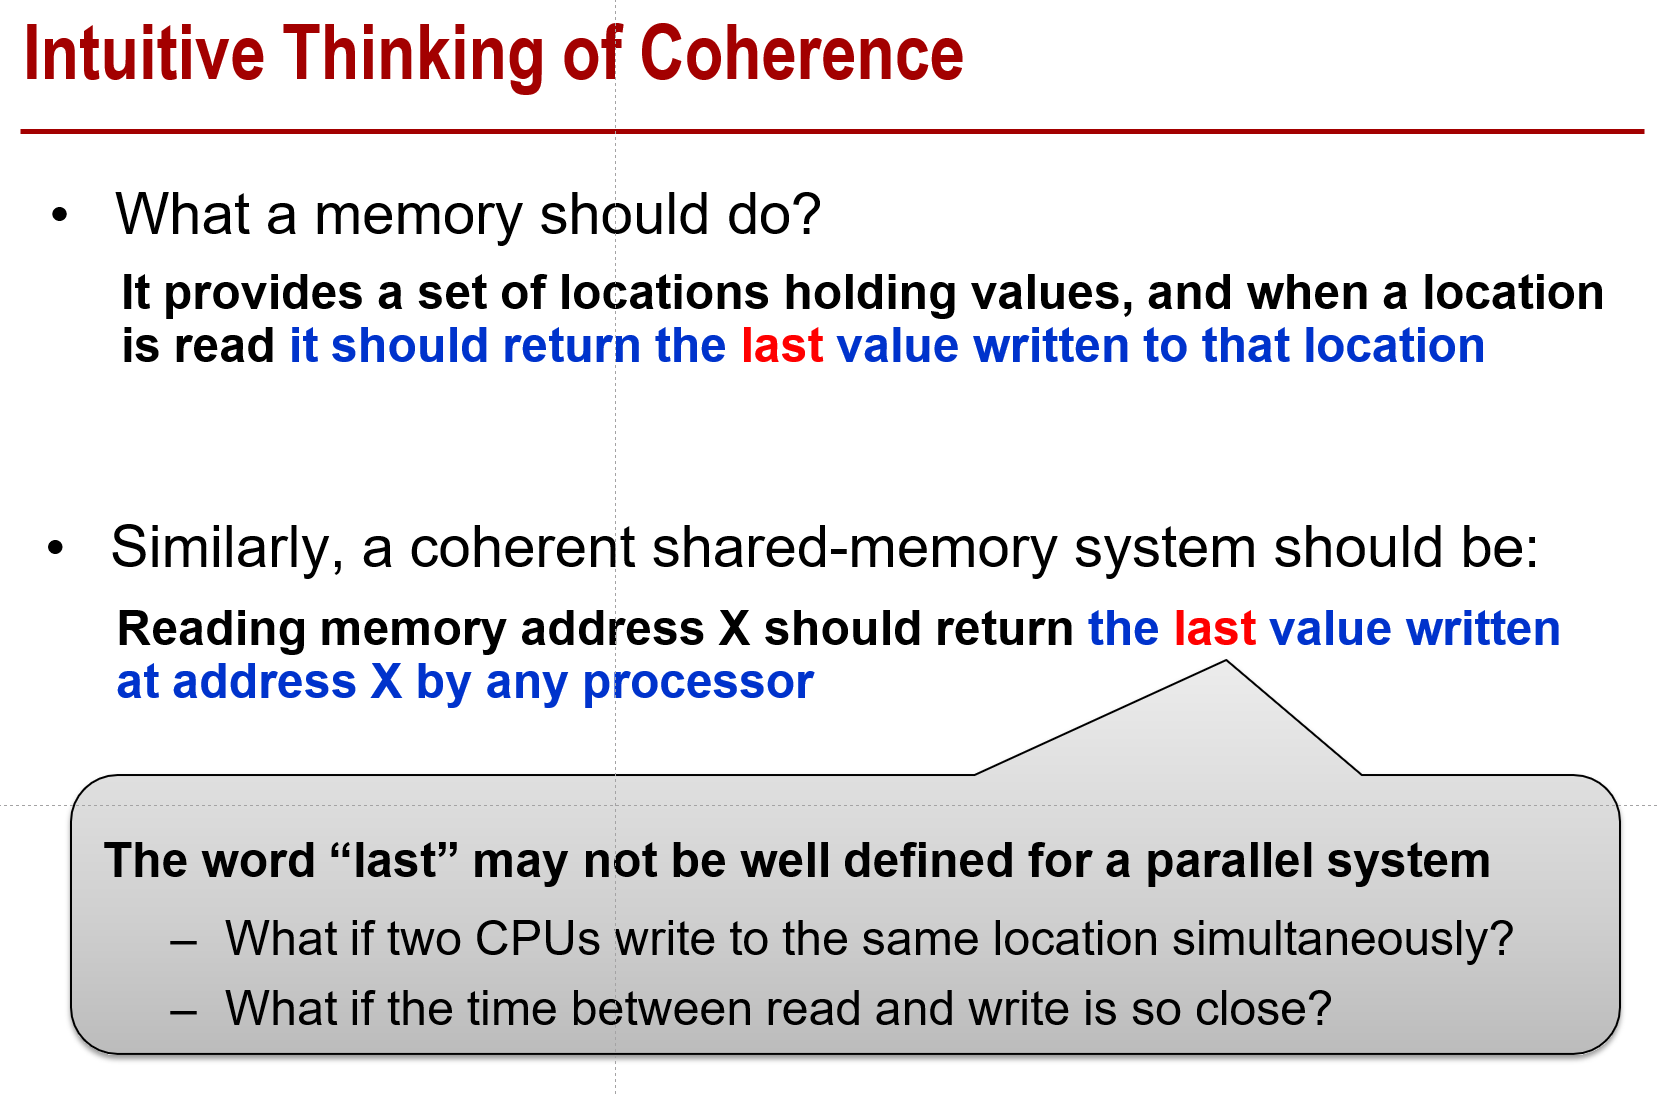 Intuitive Thinking of Coherence
• What a memory should do?
It provides a set of locations holding values, and when a location
is read it should return the last value written to that location
• Similarly, a coherent shared-memory system should be:
Reading memory address X should return the last value written
at address X by any processor
The word “last” may not be well defined for a parallel system
– What if two CPUs write to the same location simultaneously?
– What if the time between read and write is so close?